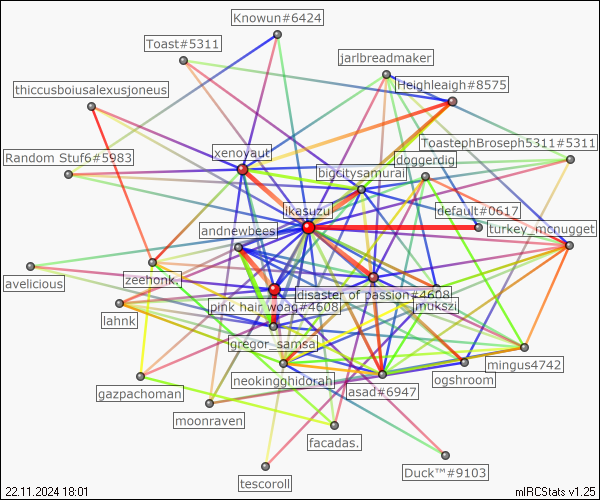 Knowun#6424
Toast#5311
jarlbreadmaker
thiccusboiusalexusjoneus
Heighleaigh#8575
ToastephBroseph5311#5311
Random Stuf6#5983
xenoyaut
doggerdig
bigcitysamurai
ikasuzu
default#0617
andnewbees
turkey_mcnugget
avelicious
zeehonk.
disaster of passion#4608
pink hair woag#4608
mukszi
lahnk
gregor_samsa
mingus4742
neokingghidorah
ogshroom
asad#6947
gazpachoman
moonraven
facadas.
Duck™#9103
tescoroll
22.11.2024 18:01
mIRCStats v1.25